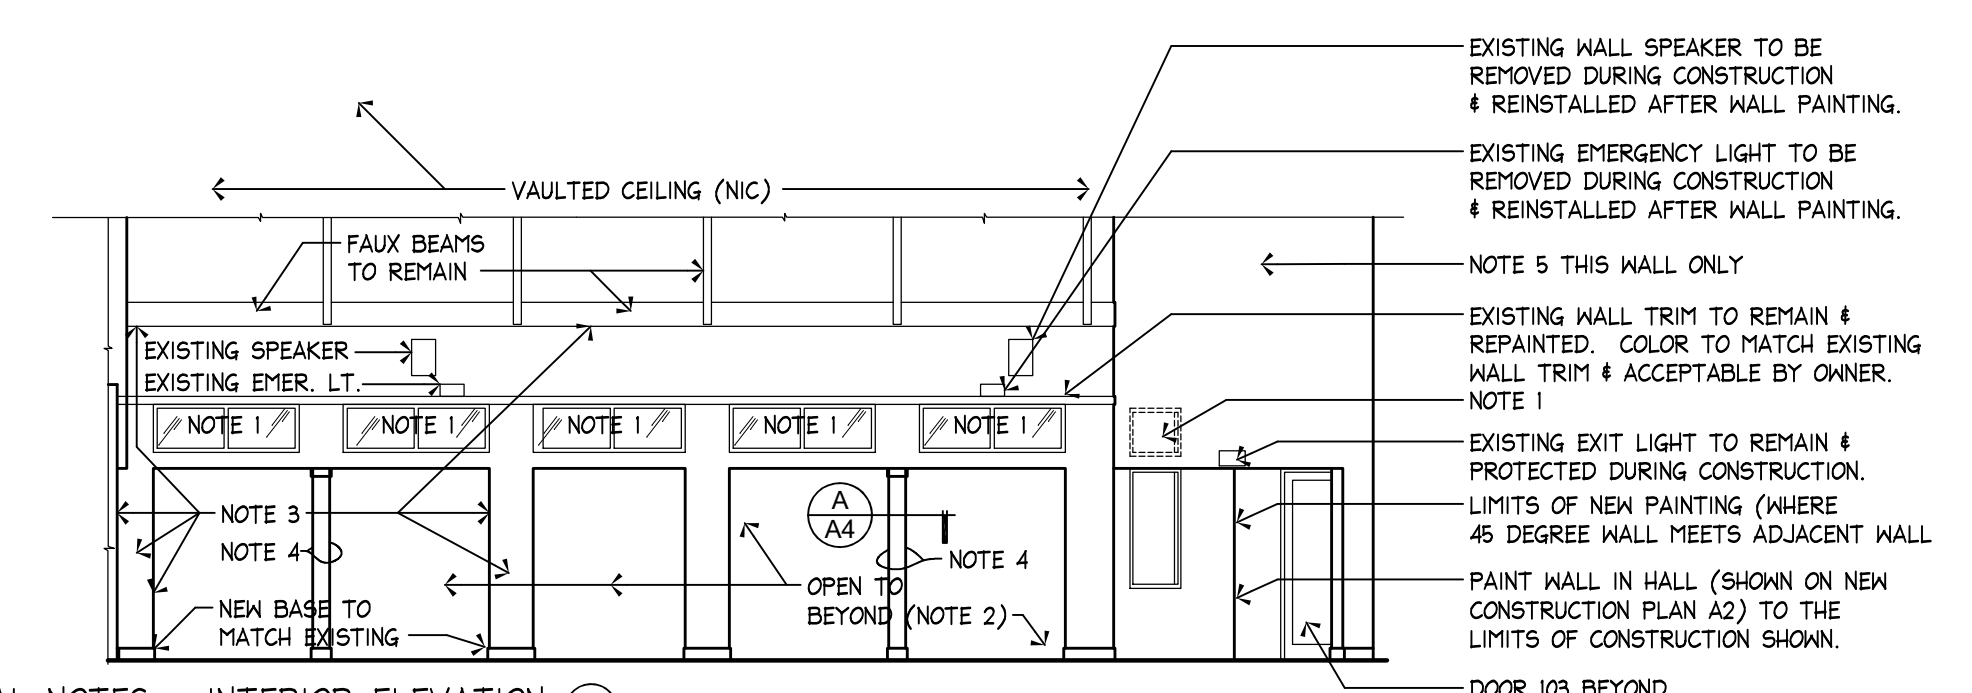 EXISTING WALL SPEAKER TO BE
REMOVED DURING CONSTRUCTION
& REINSTALLED AFTER WALL PAINTING.
EXISTING EMERGENCY LIGHT TO BE
REMOVED DURING CONSTRUCTION
& REINSTALLED AFTER WALL PAINTING.
VAULTED CEILING (NIC)
FAUX BEAMS
TO REMAIN
NOTE 5 THIS WALL ONLY
EXISTING WALL TRIM TO REMAIN &
REPAINTED. COLOR TO MATCH EXISTING
WALL TRIM & ACCEPTABLE BY OWNER.
EXISTING SPEAKER
EXISTING EMER. LT.
NOTE 1
NOTE 1
NOTE 1
NOTE 1
NOTE 1
NOTE 1
EXISTING EXIT LIGHT TO REMAIN &
PROTECTED DURING CONSTRUCTION.
LIMITS OF NEW PAINTING (WHERE
45 DEGREE WALL MEETS ADJACENT WALL
NOTE 3
NOTE 4
A
A4
NOTE 4
OPEN TO
BEYOND (NOTE 2)
NEW BASE TO
MATCH EXISTING
PAINT WALL IN HALL (SHOWN ON NEW
CONSTRUCTION PLAN A2) TO THE
LIMITS OF CONSTRUCTION SHOWN.
DOOR 103 BEYOND
NOTES INTERIOR ELEVATION